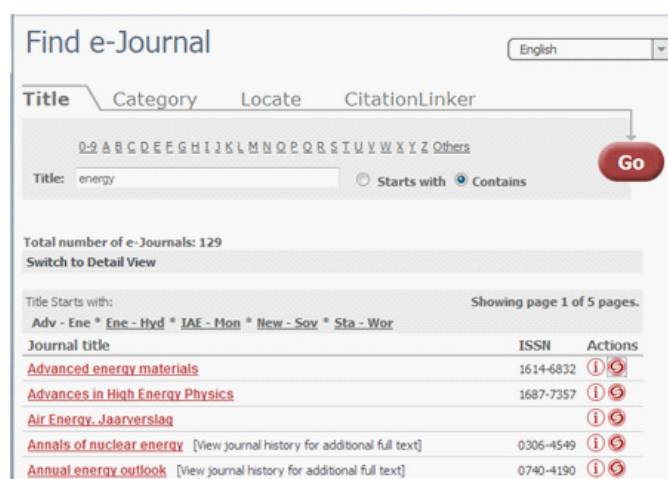 Find e-Journal
English
Title Category Locate CitationLinker
0-9 A B C D E F G H I J K L M N O P Q R S T U V W X Y Z Others
Go
Title: energy Starts with Contains
Total number of e-Journals: 129
Switch to Detail View
Title Starts with: Showing page 1 of 5 pages.
Adv - Ene * Ene - Hyd * IAE - Mon * New - Sov * Sta - Wor
Journal title ISSN Actions
Advanced energy materials 1614-6832
Advances in High Energy Physics 1687-7357
Air Energy. Jaarverslag
Annals of nuclear energy [View journal history for additional full text] 0306-4549
Annual energy outlook [View journal history for additional full text] 0740-4190